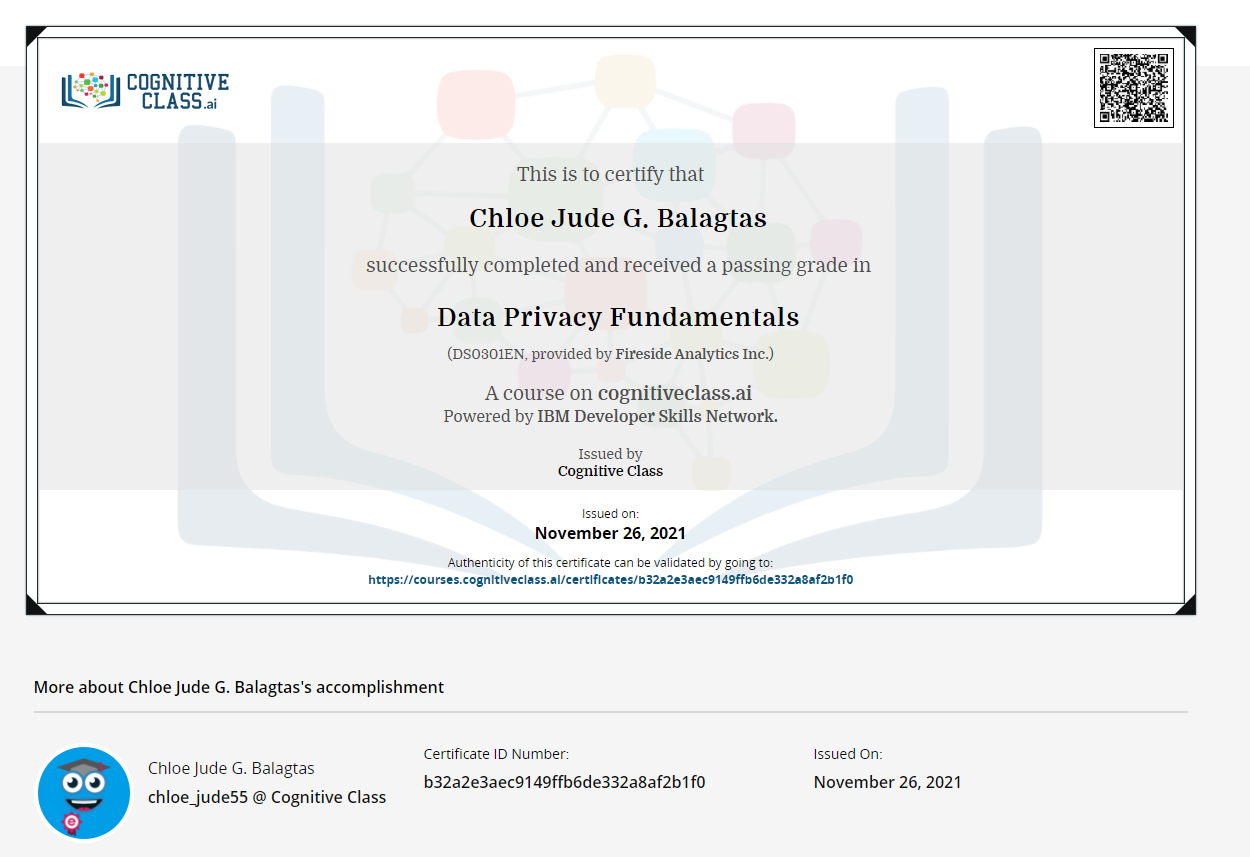 COGNITIVE
CLASS.ai
This is to certify that
Chloe Jude G. Balagtas
successfully completed and received a passing grade in
Data Privacy Fundamentals
(DS0301EN, provided by Fireside Analytics Inc.)
A course on cognitiveclass.ai
Powered by IBM Developer Skills Network.
Issued by
Cognitive Class
Issued on:
November 26, 2021
Authenticity of this certificate can be validated by going to:
https://courses.cognitiveclass.ai/certificates/b32a2e3aec9149ffb6de332a8af2b1f0
More about Chloe Jude G. Balagtas's accomplishment
Chloe Jude G. Balagtas
chloe_jude55 @ Cognitive Class
e
Certificate ID Number:
b32a2e3aec9149ffb6de332a8af2b1f0
Issued On:
November 26, 2021